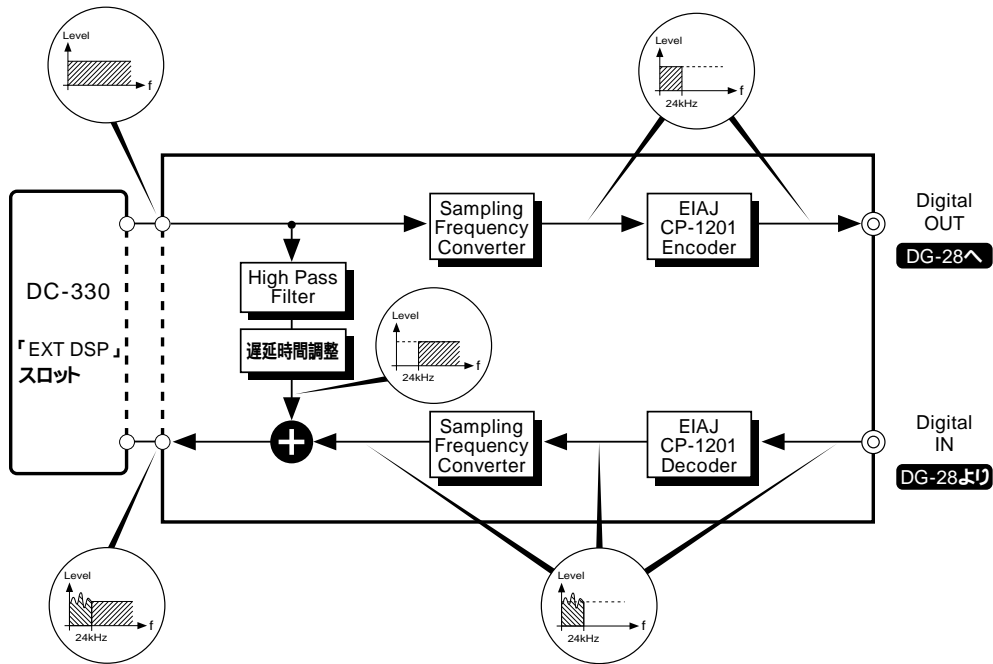 Level
f
Level
f
24kHz
Sampling
Frequency
Converter
EIAJ
CP-1201
Encoder
Digital
OUT
DG-28へ
DC-330
「EXT DSP」
スロット
High Pass
Filter
遅延時間調整
Level
f
24kHz
Sampling
Frequency
Converter
EIAJ
CP-1201
Decoder
Digital
IN
DG-28より
Level
f
24kHz
Level
f
24kHz